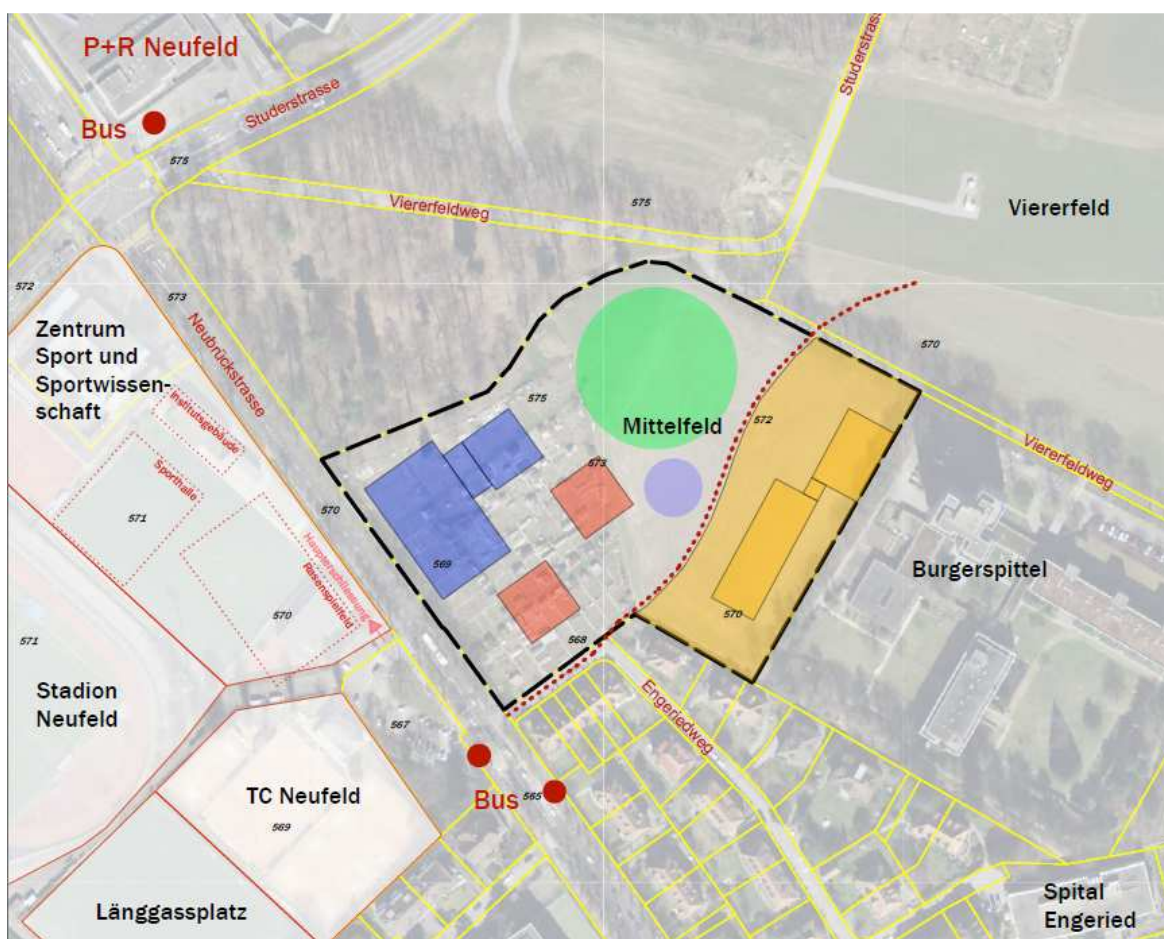 P+R Neufeld
Bus
Studerstrasse
Studerstrasse
575
Viererfeldweg
575
Viererfeld
572
573
Neubrückstrasse
Zentrum
Sport und
Sportwissen-
schaft
Institutsgebäude
Sporthalle
571
570
Haupterschliessung
Rasenspielfeld
570
569
575
573
Mittelfeld
572
570
Viererfeldweg
Burgerspittel
570
568
571
Stadion
Neufeld
567
Engeriedweg
TC Neufeld
569
Bus
565
Länggassplatz
Spital
Engeried